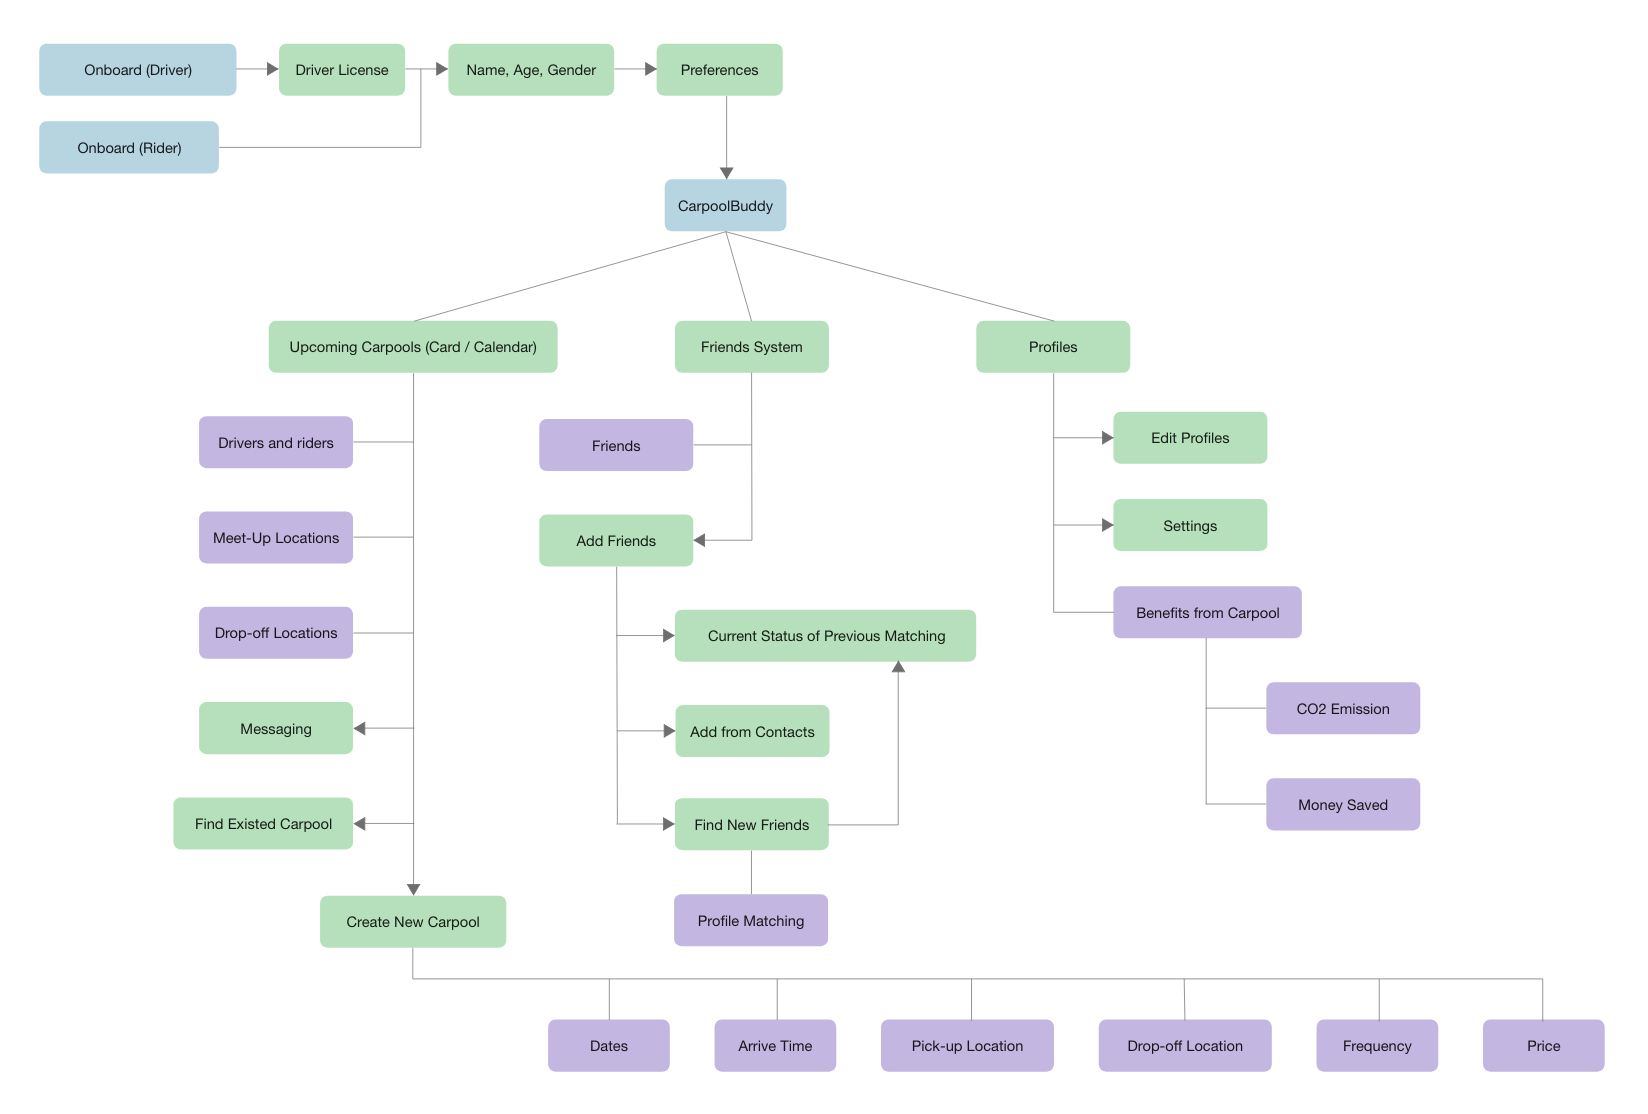 Onboard (Driver)
Driver License
Name, Age, Gender
Preferences
Onboard (Rider)
CarpoolBuddy
Upcoming Carpools (Card / Calendar)
Friends System
Profiles
Drivers and riders
Friends
Edit Profiles
Meet-Up Locations
Add Friends
Settings
Drop-off Locations
Current Status of Previous Matching
Benefits from Carpool
Messaging
Add from Contacts
CO2 Emission
Find Existed Carpool
Find New Friends
Money Saved
Create New Carpool
Profile Matching
Dates
Arrive Time
Pick-up Location
Drop-off Location
Frequency
Price